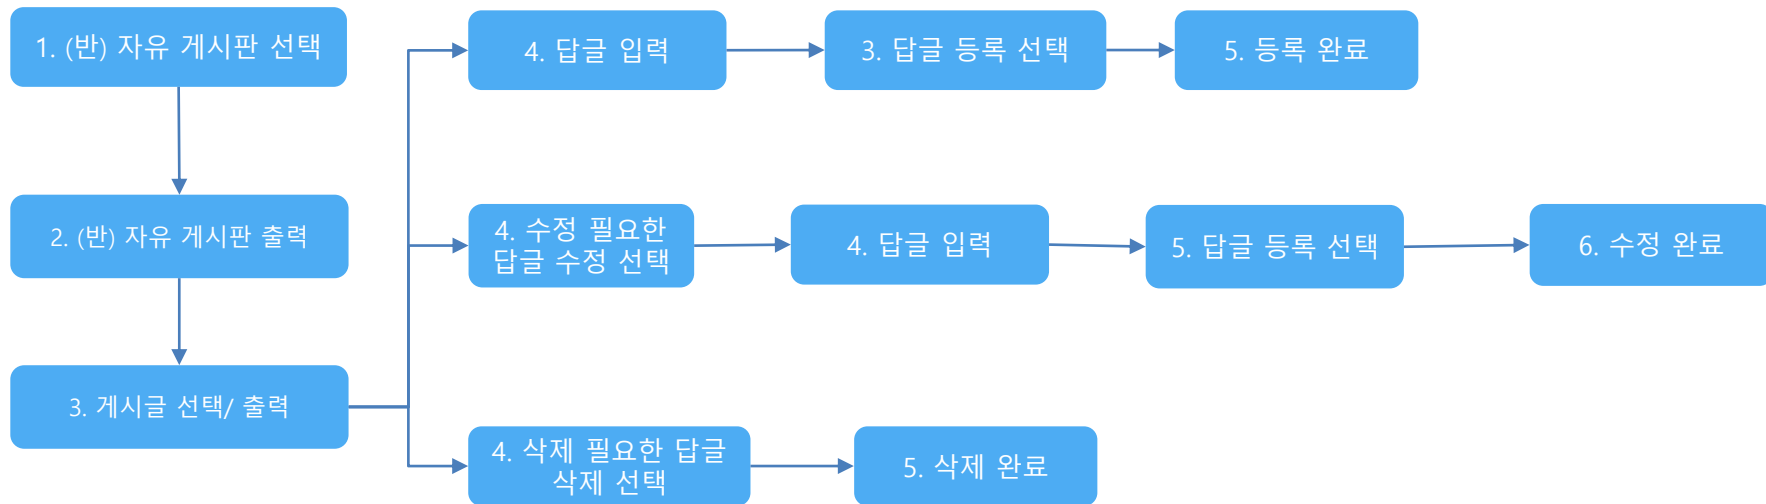 1. (반) 자유 게시판 선택
2. (반) 자유 게시판 출력
3. 게시글 선택/ 출력
4. 답글 입력
3. 답글 등록 선택
5. 등록 완료
4. 수정 필요한
답글 수정 선택
4. 답글 입력
5. 답글 등록 선택
6. 수정 완료
4. 삭제 필요한 답글
삭제 선택
5. 삭제 완료